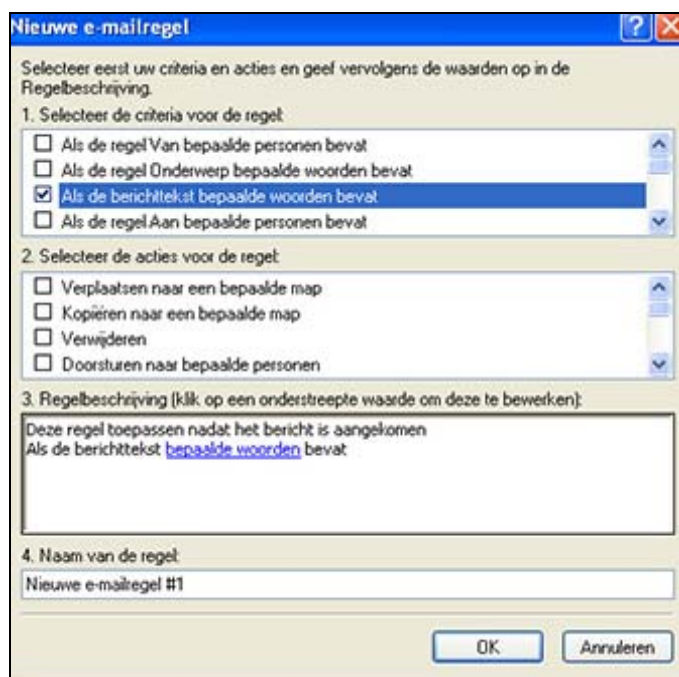 Nieuwe e-mailregel
Selecteer eerst uw criteria en acties en geef vervolgens de waarden op in de
Regelbeschrijving.
1. Selecteer de criteria voor de regel:
Als de regel Van bepaalde personen bevat
Als de regel Onderwerp bepaalde woorden bevat
Als de berichttekst bepaalde woorden bevat
Als de regel Aan bepaalde personen bevat
2. Selecteer de acties voor de regel:
Verplaatsen naar een bepaalde map
Kopiëren naar een bepaalde map
Verwijderen
Doorsturen naar bepaalde personen
3. Regelbeschrijving (klik op een onderstreepte waarde om deze te bewerken):
Deze regel toepassen nadat het bericht is aangekomen
Als de berichttekst bepaalde woorden bevat
4. Naam van de regel:
Nieuwe e-mailregel #1
OK Annuleren